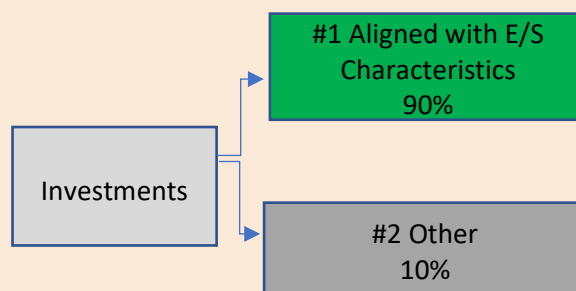 #1 Aligned with E/S
Characteristics
90%
Investments
#2 Other
10%